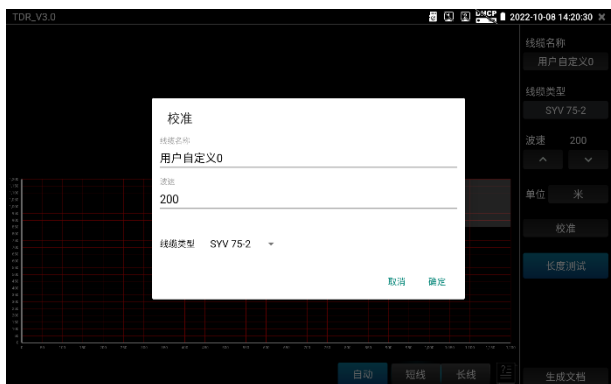 TDR_V3.0
2022-10-08 14:20:30
线缆名称
用户自定义0
线缆类型
SYV 75-2
波速 200
单位 米
校准
长度测试
生成文档
校准
线缆名称
用户自定义0
波速
200
线缆类型 SYV 75-2
取消 确定
自动 短线 长线